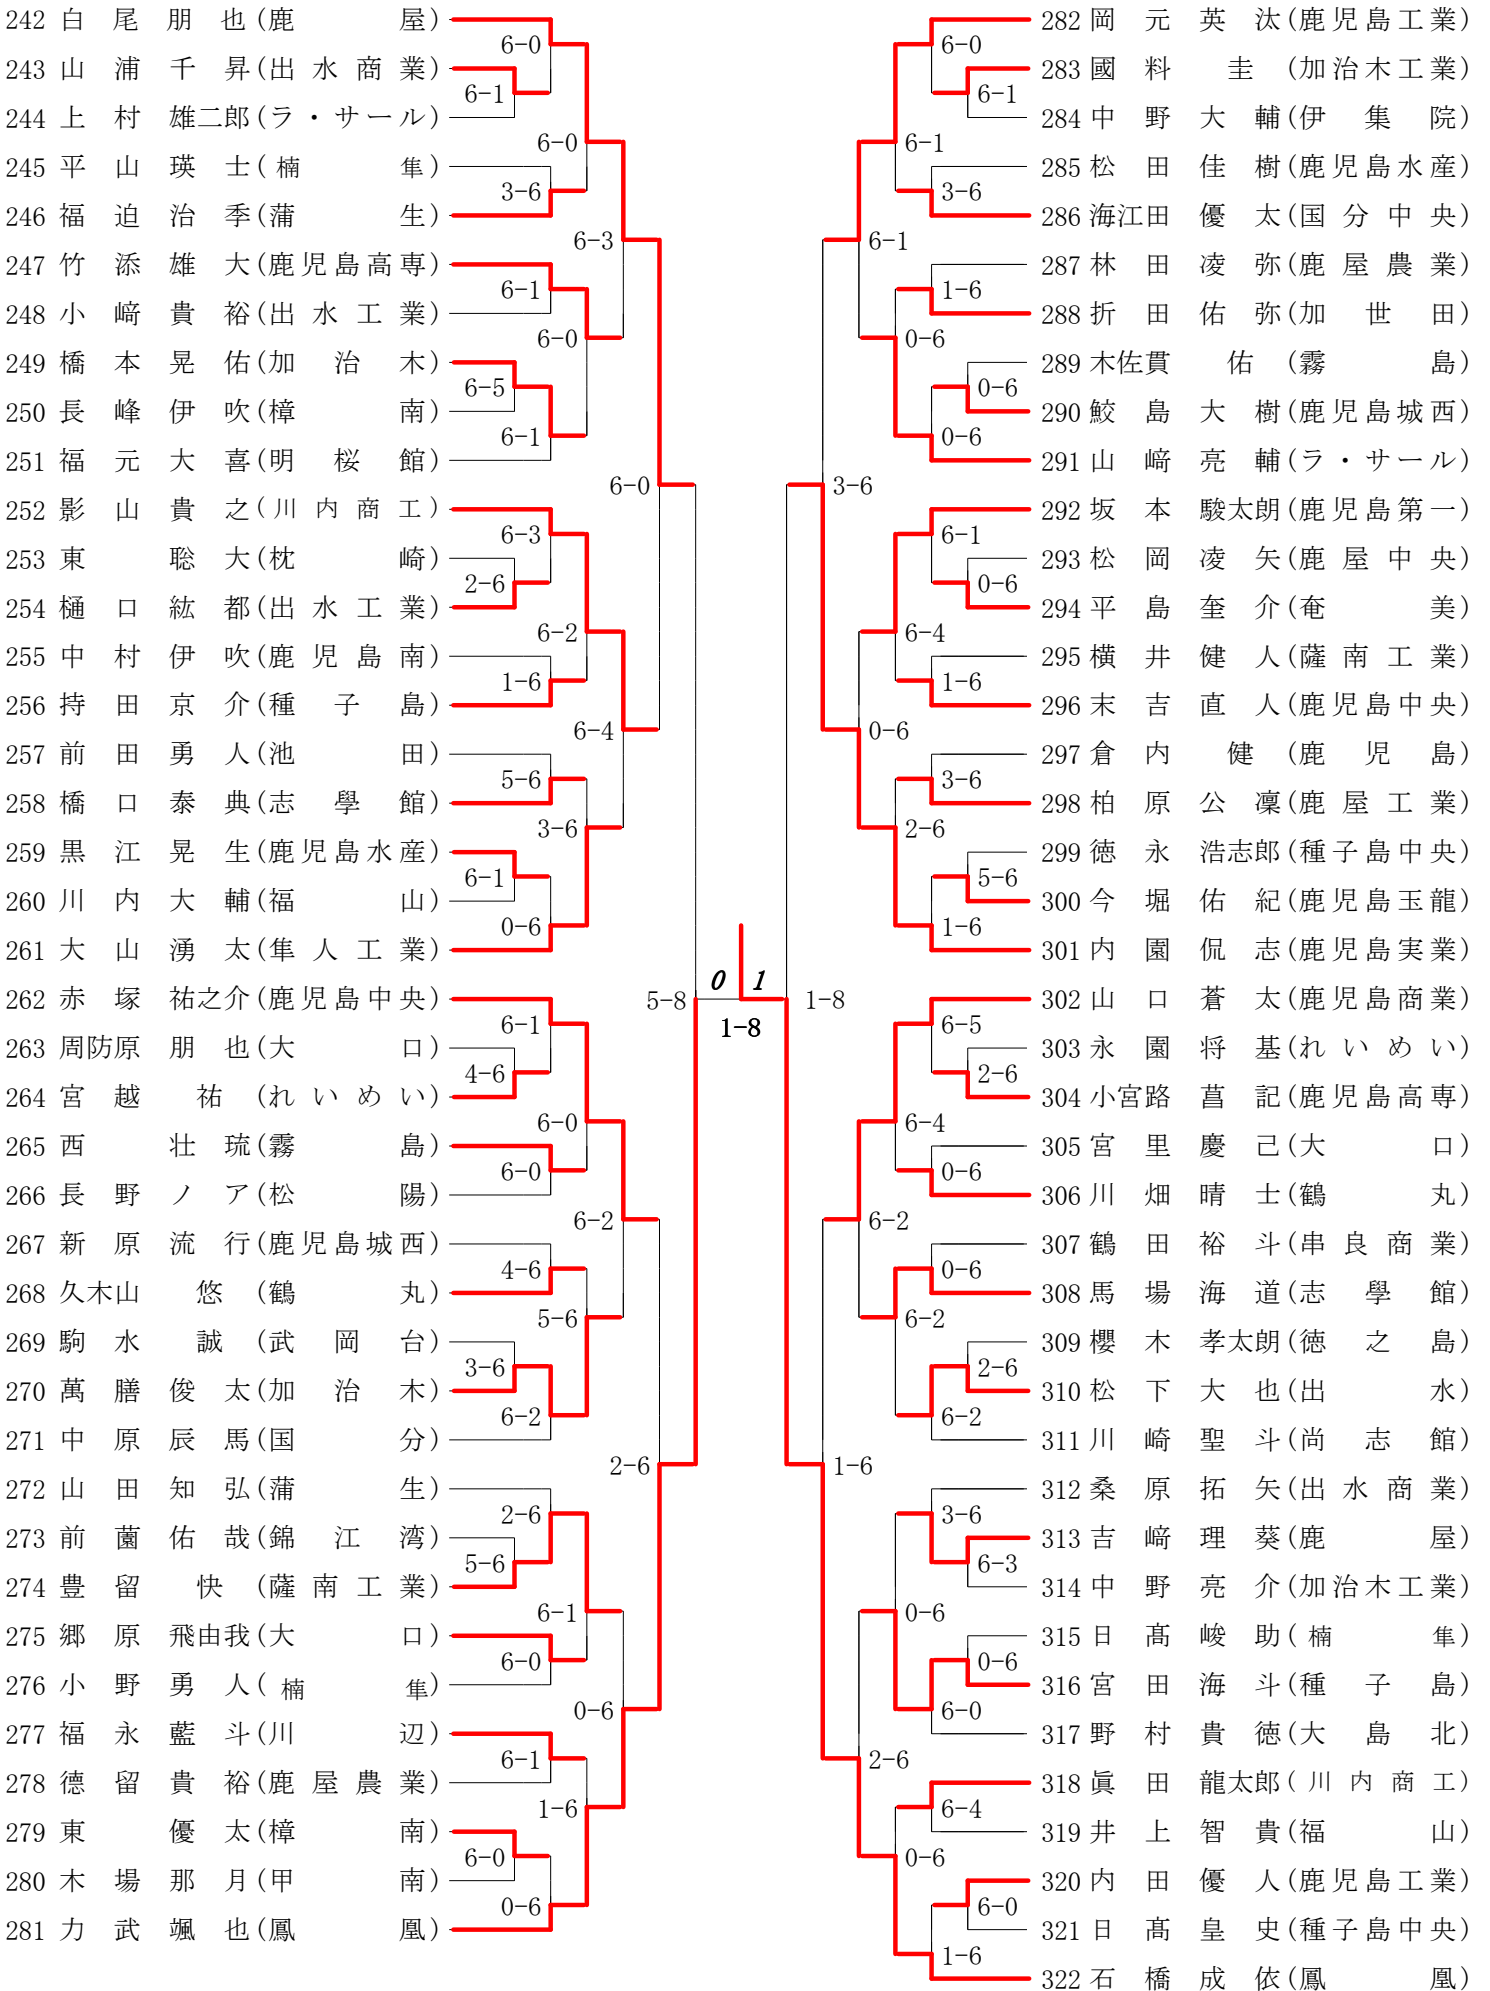 242 白尾朋也(鹿屋)
243 山浦千昇(出水商業)
244 上村雄二郎(ラ・サール)
245 平山瑛士(楠隼)
246 福迫治季(蒲生)
247 竹添雄大(鹿児島高専)
248 小﨑貴裕(出水工業)
249 橋本晃佑(加治木)
250 長峰伊吹(樟南)
251 福元大喜(明桜館)
252 影山貴之(川内商工)
253 東聡大(枕崎)
254 樋口紘都(出水工業)
255 中村伊吹(鹿児島南)
256 持田京介(種子島)
257 前田勇人(池田)
258 橋口泰典(志學館)
259 黒江晃生(鹿児島水産)
260 川内大輔(福山)
261 大山湧太(隼人工業)
262 赤塚祐之介(鹿児島中央)
263 周防原朋也(大口)
264 宮越祐(れいめい)
265 西壮琉(霧島)
266 長野ノア(松陽)
267 新原流行(鹿児島城西)
268 久木山悠(鶴丸)
269 駒水誠(武岡台)
270 萬膳俊太(加治木)
271 中原辰馬(国分)
272 山田知弘(蒲生)
273 前薗佑哉(錦江湾)
274 豊留快(薩南工業)
275 郷原飛由我(大口)
276 小野勇人(楠隼)
277 福永藍斗(川辺)
278 德留貴裕(鹿屋農業)
279 東優太(樟南)
280 木場那月(甲南)
281 力武颯也(鳳凰)
6-0
6-1
6-0
3-6
6-3
6-1
6-0
6-5
6-1
6-0
6-3
2-6
6-2
1-6
6-4
5-6
3-6
6-1
0-6
5-8
6-1
4-6
6-0
6-0
6-2
4-6
5-6
3-6
6-2
2-6
2-6
5-6
6-1
6-0
0-6
6-1
1-6
6-0
0-6
0 1
1-8
282 岡元英汰(鹿児島工業)
283 國料圭(加治木工業)
284 中野大輔(伊集院)
285 松田佳樹(鹿児島水産)
286 海江田優太(国分中央)
287 林田凌弥(鹿屋農業)
288 折田佑弥(加世田)
289 木佐貫佑(霧島)
290 鮫島大樹(鹿児島城西)
291 山﨑亮輔(ラ・サール)
292 坂本駿太朗(鹿児島第一)
293 松岡凌矢(鹿屋中央)
294 平島奎介(奄美)
295 横井健人(薩南工業)
296 末吉直人(鹿児島中央)
297 倉内健(鹿児島)
298 柏原公凜(鹿屋工業)
299 徳永浩志郎(種子島中央)
300 今堀佑紀(鹿児島玉龍)
301 内園侃志(鹿児島実業)
302 山口蒼太(鹿児島商業)
303 永園将基(れいめい)
304 小宮路菖記(鹿児島高専)
305 宮里慶己(大口)
306 川畑晴士(鶴丸)
307 鶴田裕斗(串良商業)
308 馬場海道(志學館)
309 櫻木孝太朗(徳之島)
310 松下大也(出水)
311 川崎聖斗(尚志館)
312 桑原拓矢(出水商業)
313 吉﨑理葵(鹿屋)
314 中野亮介(加治木工業)
315 日髙峻助(楠隼)
316 宮田海斗(種子島)
317 野村貴徳(大島北)
318 眞田龍太郎(川内商工)
319 井上智貴(福山)
320 内田優人(鹿児島工業)
321 日髙皇史(種子島中央)
322 石橋成依(鳳凰)
6-0
6-1
6-1
3-6
6-1
1-6
0-6
0-6
0-6
3-6
6-1
0-6
6-4
1-6
0-6
3-6
2-6
5-6
1-6
1-8
6-5
2-6
6-4
0-6
6-2
0-6
6-2
2-6
6-2
1-6
3-6
6-3
0-6
0-6
6-0
2-6
6-4
0-6
6-0
1-6